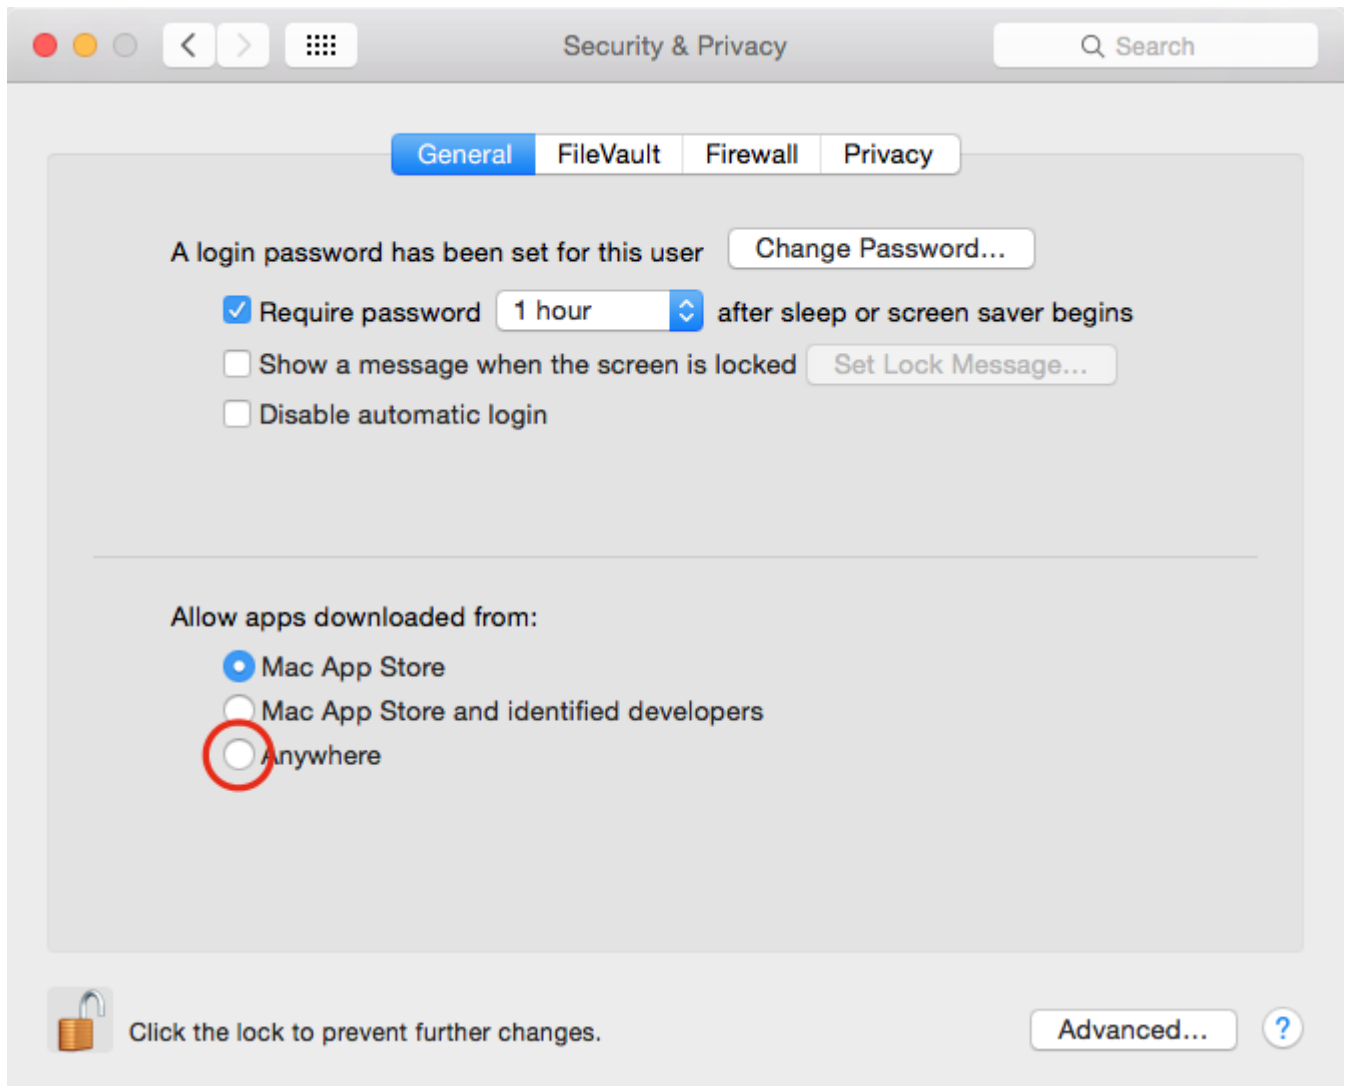 Security & Privacy
Search
General FileVault Firewall Privacy
A login password has been set for this user Change Password...
Require password 1 hour after sleep or screen saver begins
Show a message when the screen is locked Set Lock Message...
Disable automatic login
Allow apps downloaded from:
Mac App Store
Mac App Store and identified developers
Anywhere
Click the lock to prevent further changes. Advanced... ?